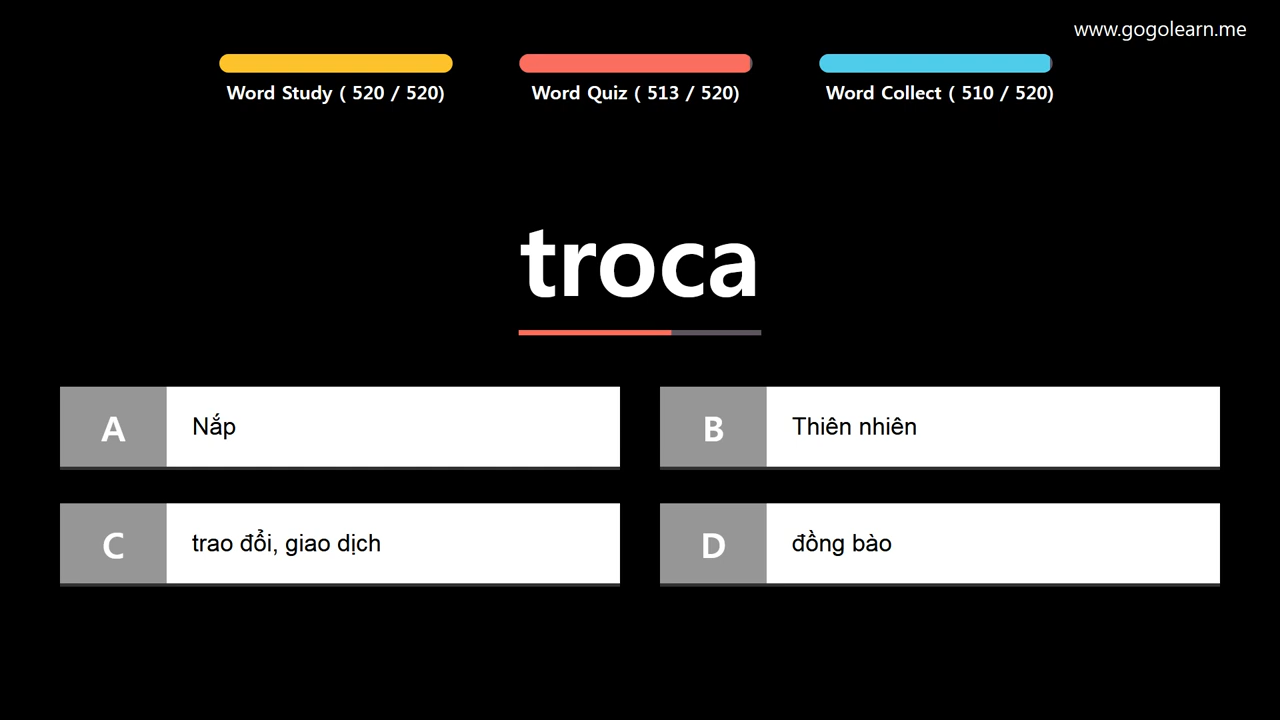 www.gogolearn.me
Word Study ( 520 / 520)
Word Quiz ( 513 / 520)
Word Collect ( 510 / 520)
troca
A Nắp
B Thiên nhiên
C trao đổi, giao dịch
D đồng bào